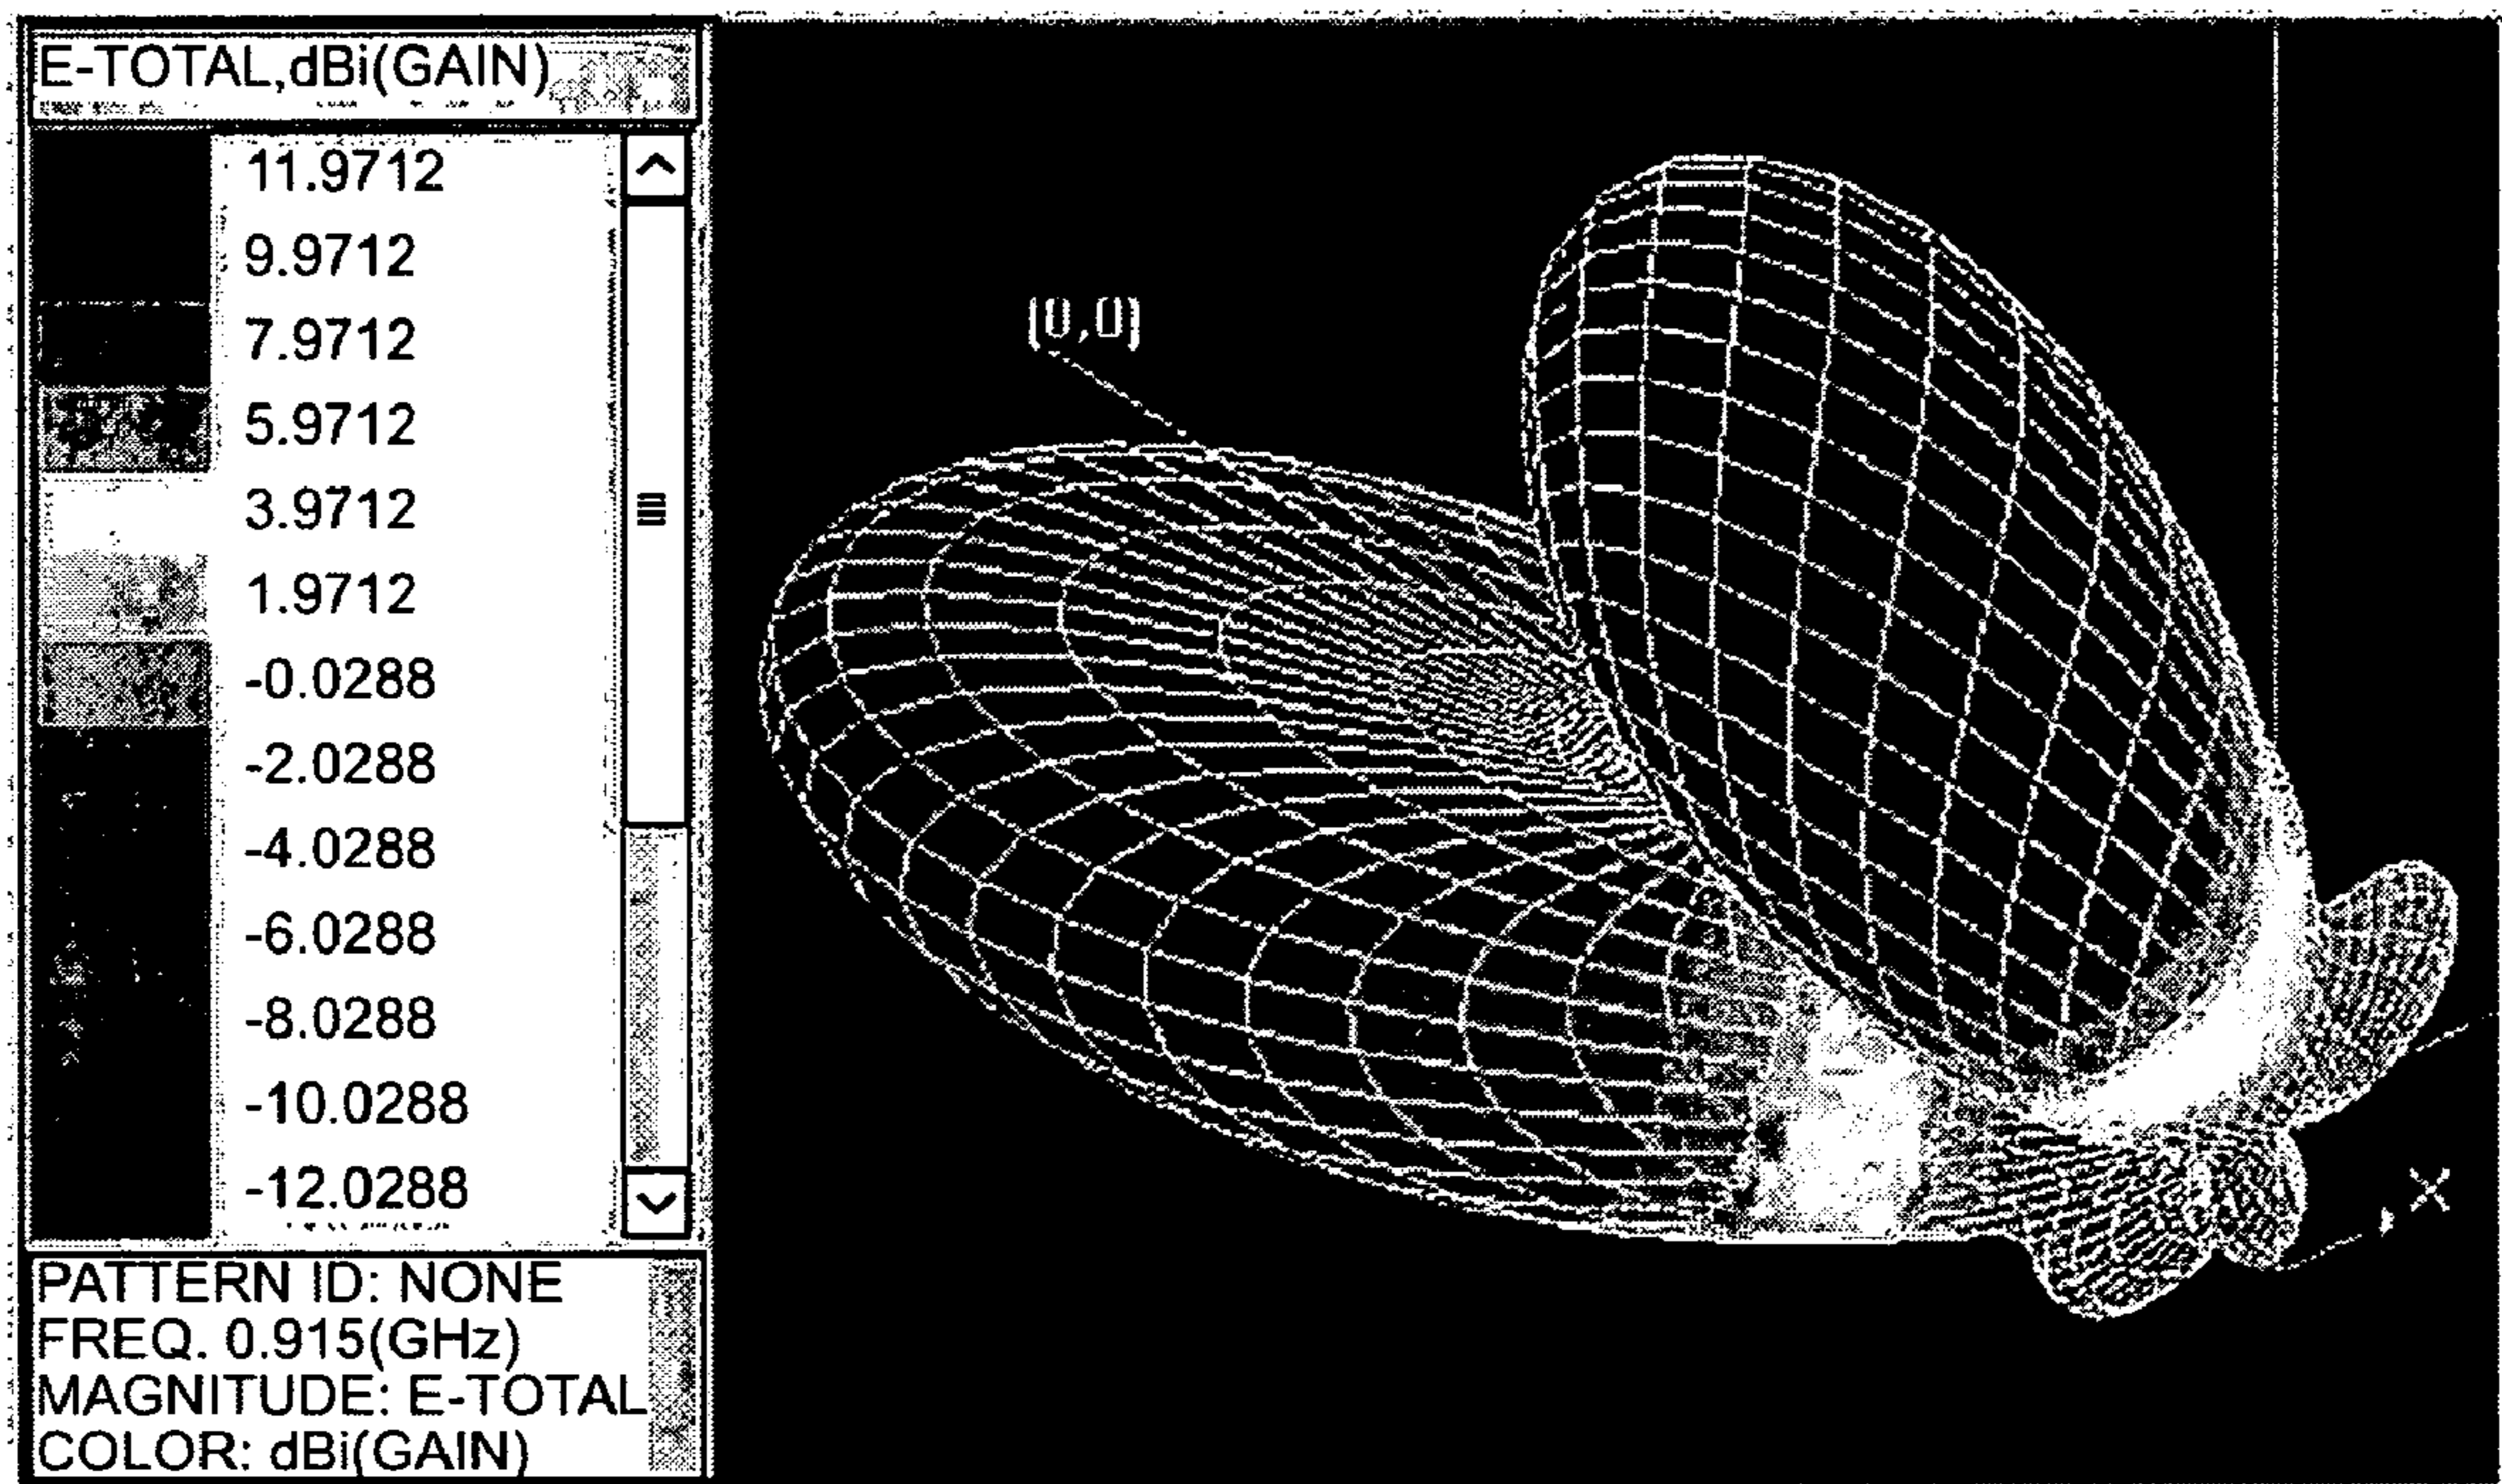 E-TOTAL,dBi(GAIN)
11.9712
9.9712
7.9712
5.9712
3.9712
1.9712
-0.0288
-2.0288
-4.0288
-6.0288
-8.0288
-10.0288
-12.0288
PATTERN ID: NONE
FREQ. 0.915(GHz)
MAGNITUDE: E-TOTAL
COLOR: dBi(GAIN)
(0,0)
X